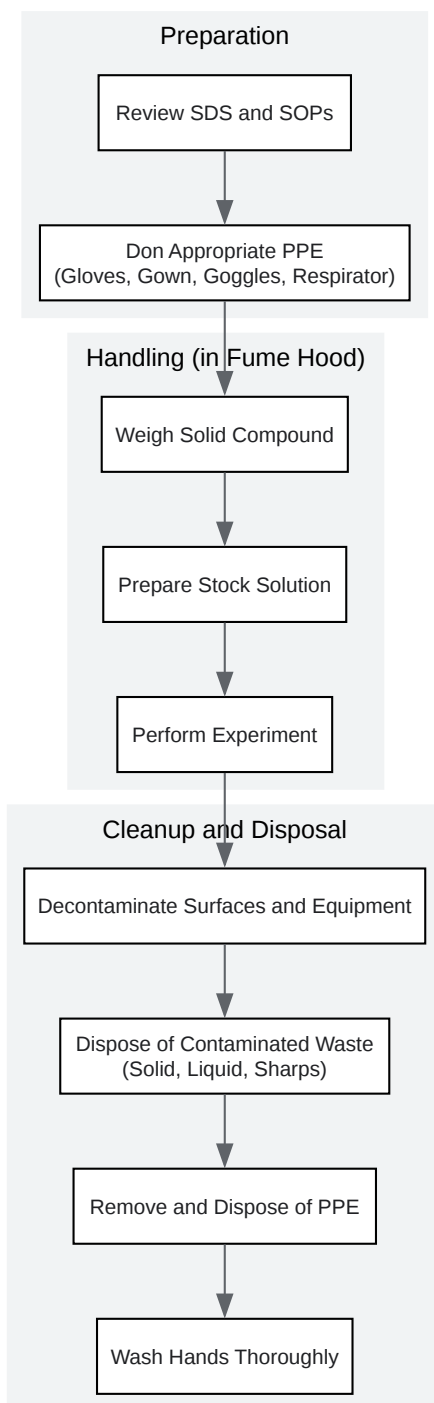 Preparation
Review SDS and SOPs
Don Appropriate PPE
(Gloves, Gown, Goggles, Respirator)
Handling (in Fume Hood)
Weigh Solid Compound
Prepare Stock Solution
Perform Experiment
Cleanup and Disposal
Decontaminate Surfaces and Equipment
Dispose of Contaminated Waste
(Solid, Liquid, Sharps)
Remove and Dispose of PPE
Wash Hands Thoroughly